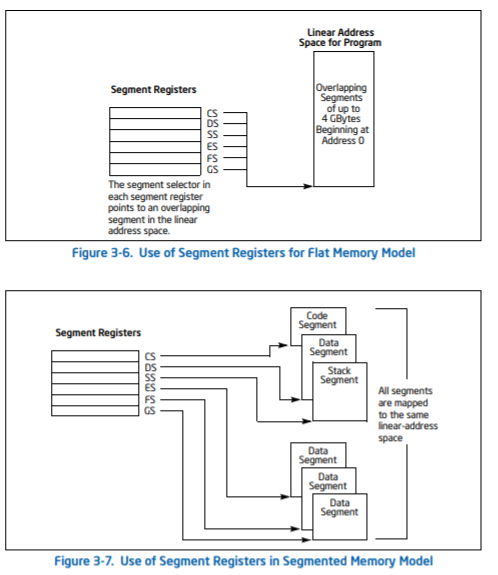 Linear Address
Space for Program
Segment Registers
Overlapping
Segments
of up to
4 GBytes
Beginning at
Address 0
CS
DS
SS
ES
FS
GS
The segment selector in
each segment register
points to an overlapping
segment in the linear
address space.
Figure 3-6. Use of Segment Registers for Flat Memory Model
Segment Registers
CS
DS
SS
ES
FS
GS
Code
Segment
Data
Segment
Stack
Segment
Data
Segment
Data
Segment
Data
Segment
All segments
are mapped
to the same
linear-address
space
Figure 3-7. Use of Segment Registers in Segmented Memory Model